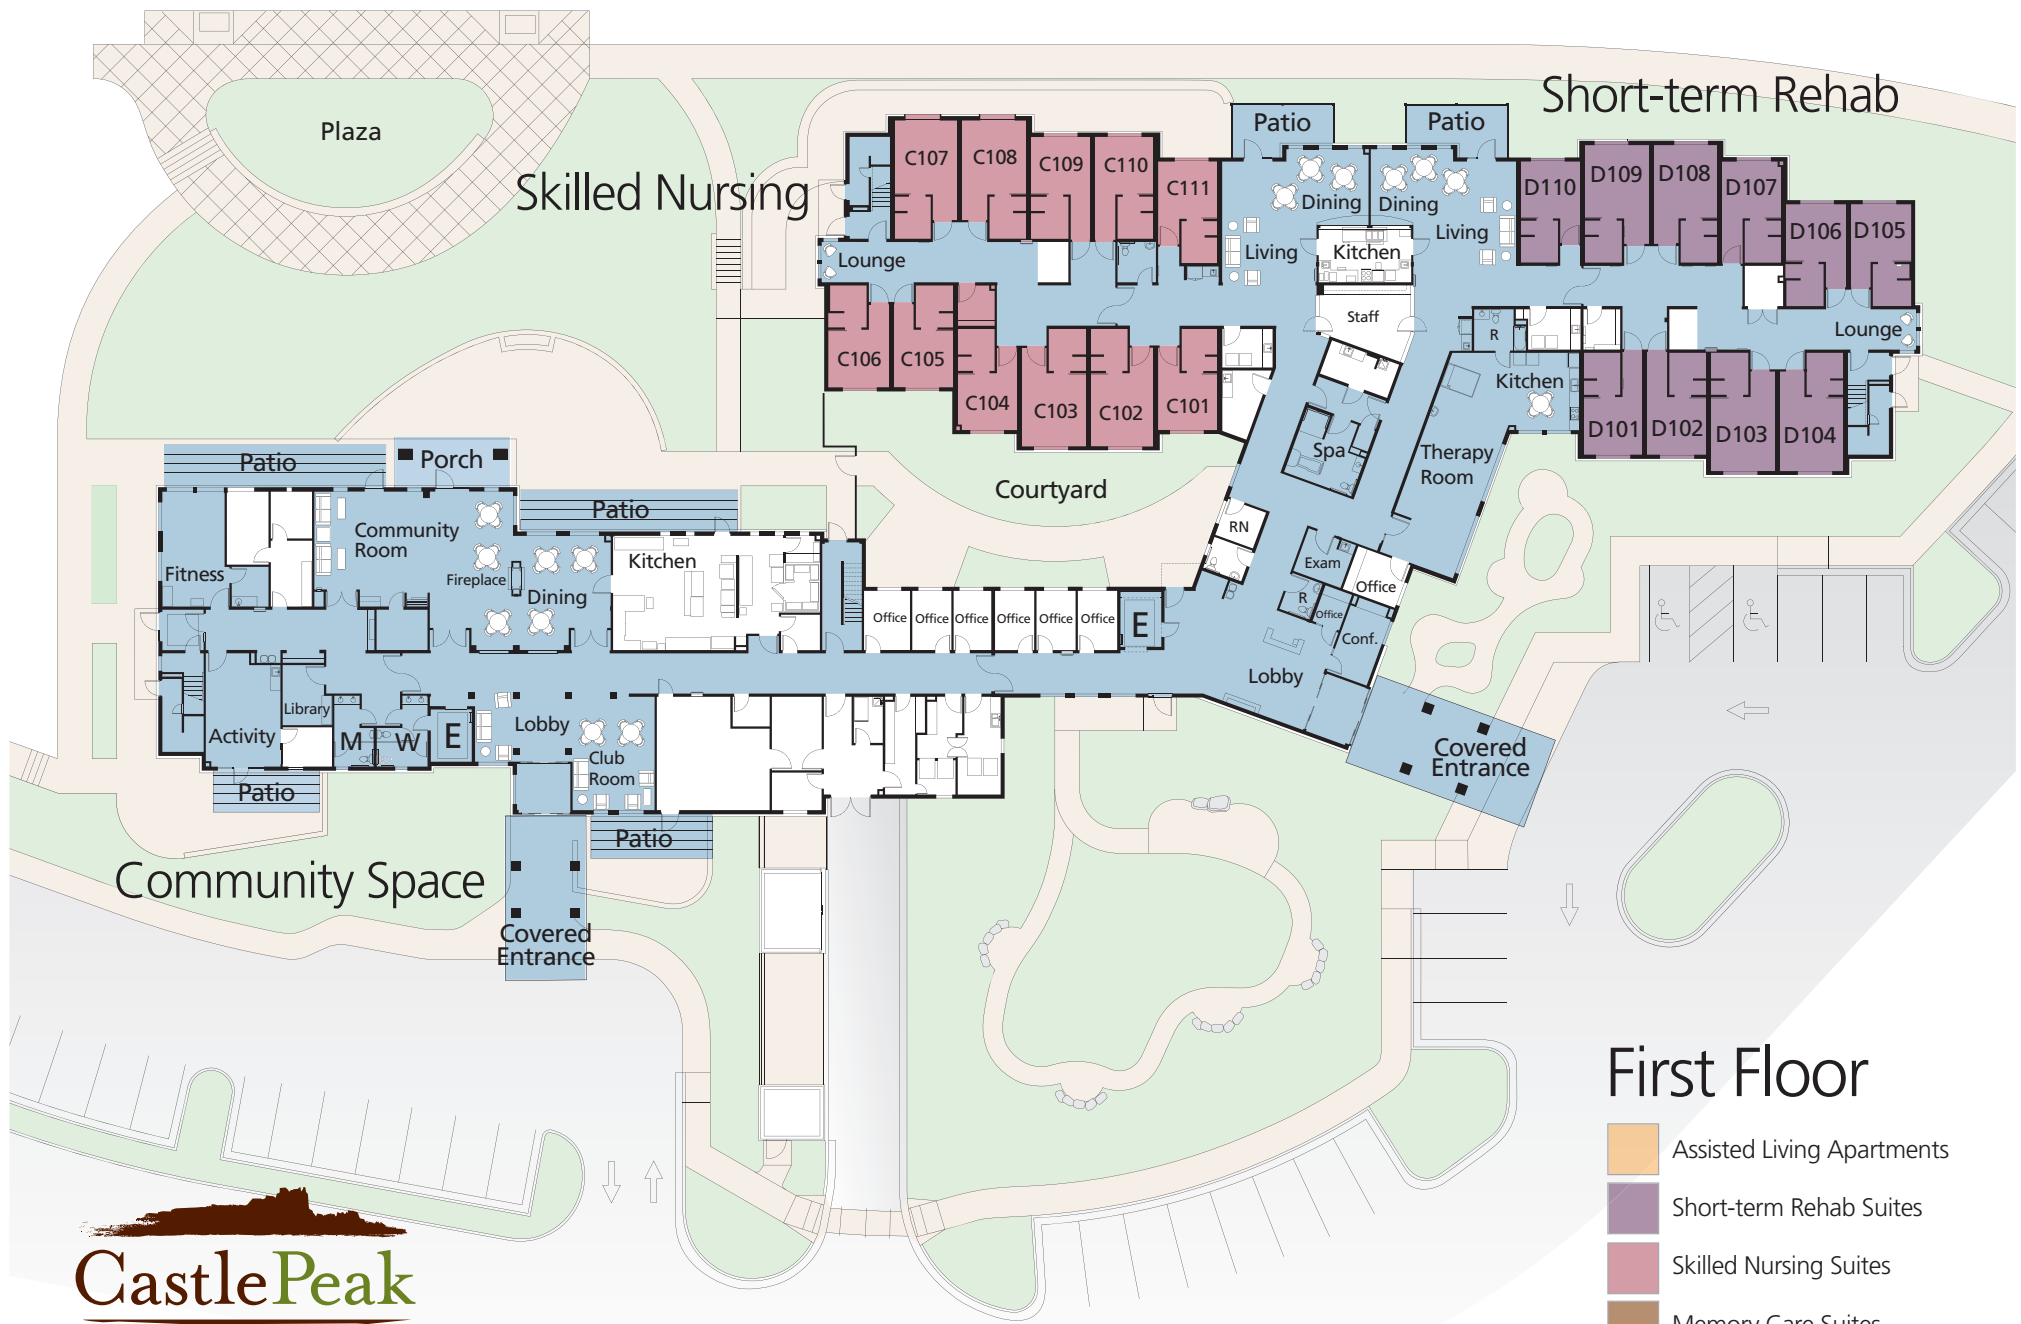 Short-term Rehab
Plaza
Skilled Nursing
Patio
Patio
C107
C108
C109
C110
C111
Dining
Dining
Living
Living
Kitchen
D110
D109
D108
D107
D106
D105
Lounge
Staff
R
Lounge
C106
C105
C104
C103
C102
C101
Kitchen
D101
D102
D103
D104
Spa
Therapy
Room
Courtyard
RN
Exam
Office
R
Office
Conf.
Patio
Porch
Patio
Community
Room
Fitness
Fireplace
Dining
Kitchen
Office
Office
Office
Office
Office
Office
E
Lobby
Covered
Entrance
Library
Activity
M
W
E
Lobby
Club
Room
Patio
Patio
Community Space
Covered
Entrance
First Floor
Assisted Living Apartments
Short-term Rehab Suites
Skilled Nursing Suites
Memory Care Suites
CastlePeak